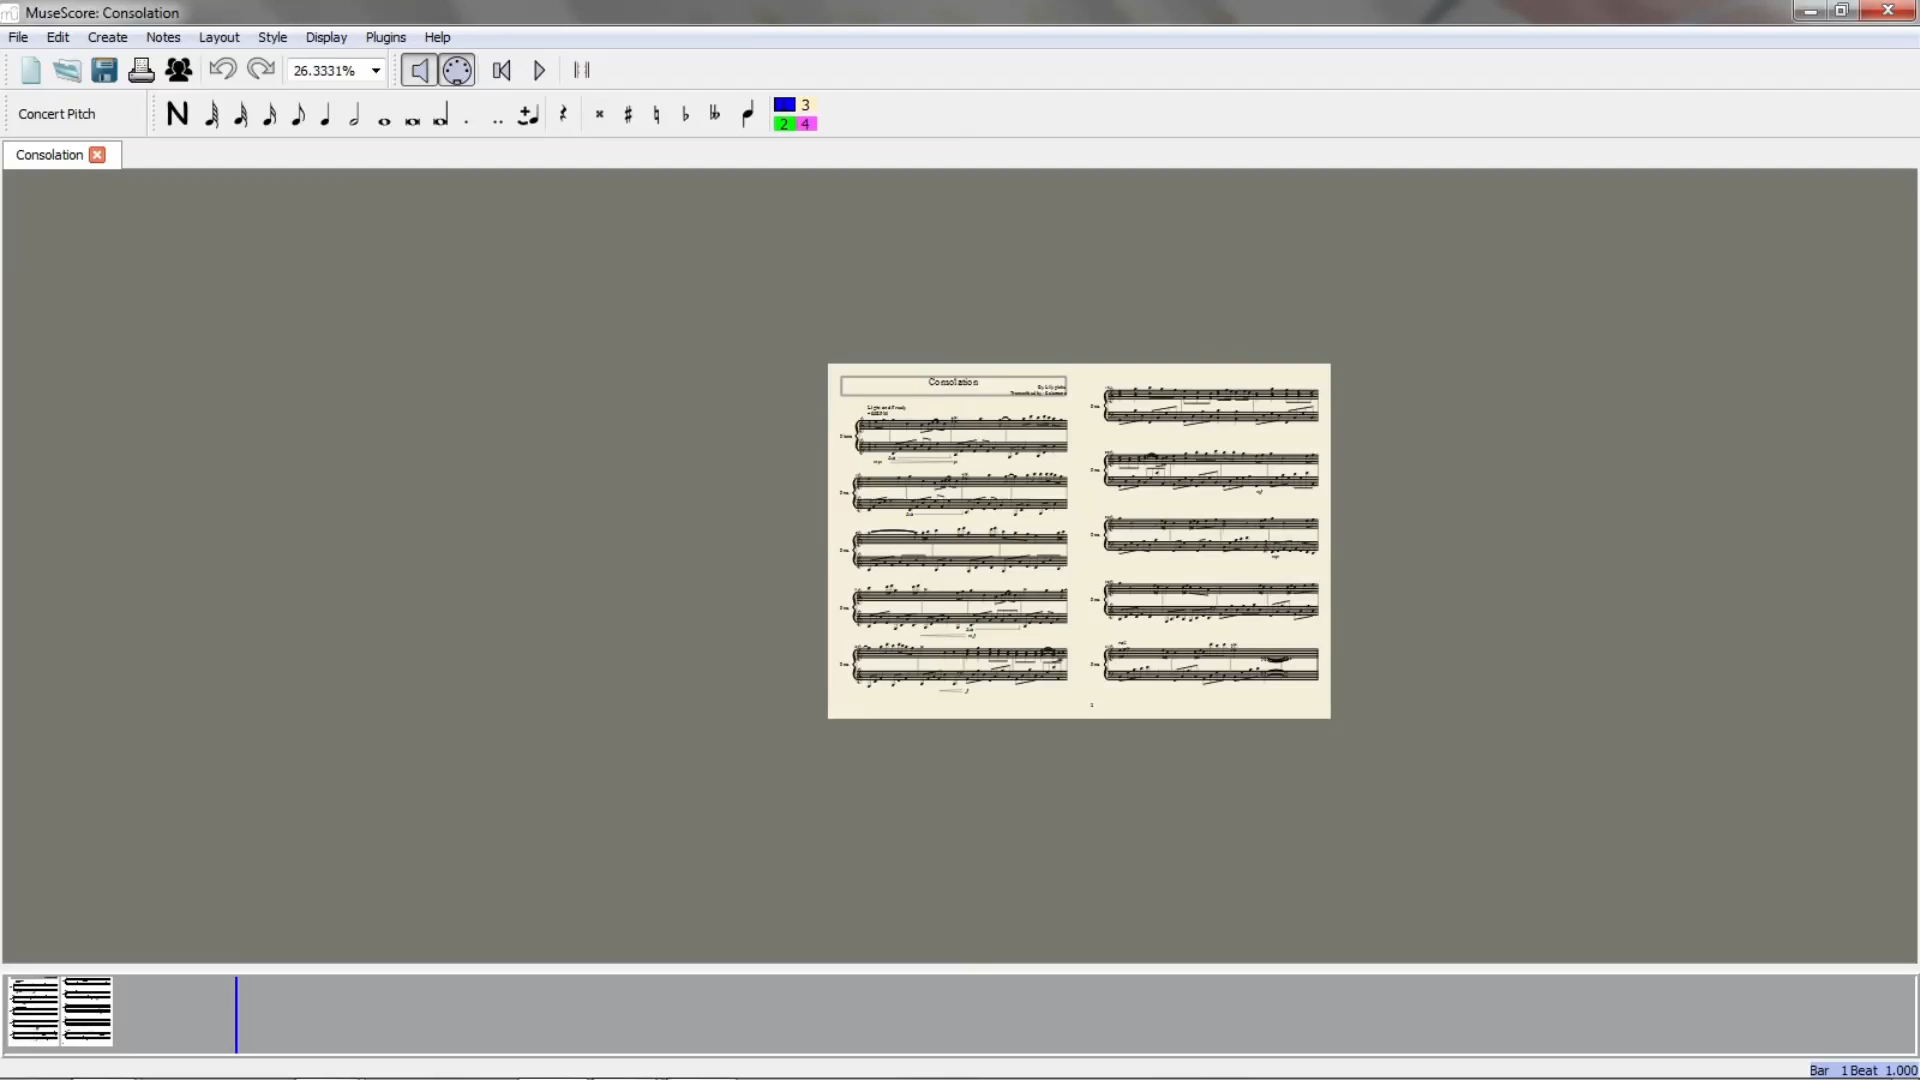 MuseScore: Consolation
File Edit Create Notes Layout Style Display Plugins Help
26.3331%
Concert Pitch
N
1 3
2 4
Consolation
Consolation
Bar 1 Beat 1.000